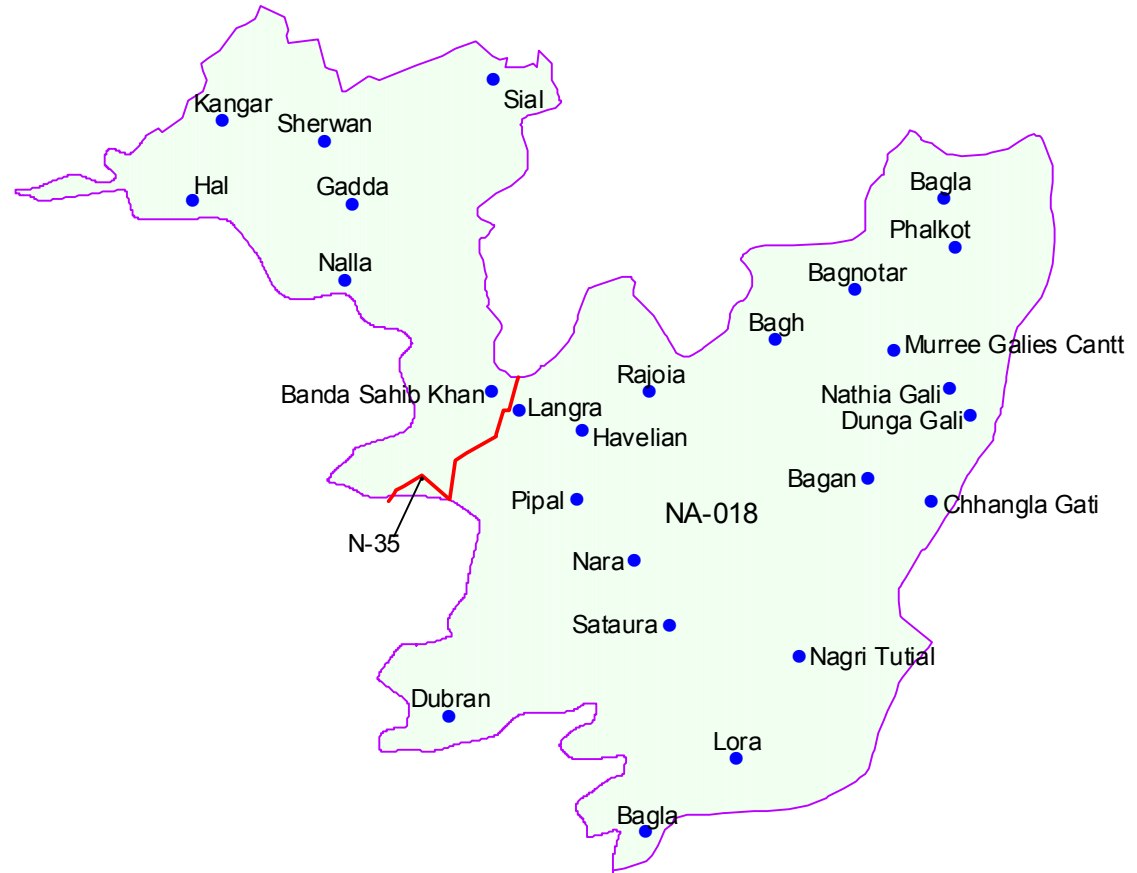 Sial
Kangar
Sherwan
Hal
Gadda
Bagla
Phalkot
Nalla
Bagnotar
Bagh
Murree Galies Cantt
Rajoia
Banda Sahib Khan
Nathia Gali
Langra
Dunga Gali
Havelian
Bagan
Pipal
Chhangla Gati
NA-018
N-35
Nara
Sataura
Nagri Tutial
Dubran
Lora
Bagla